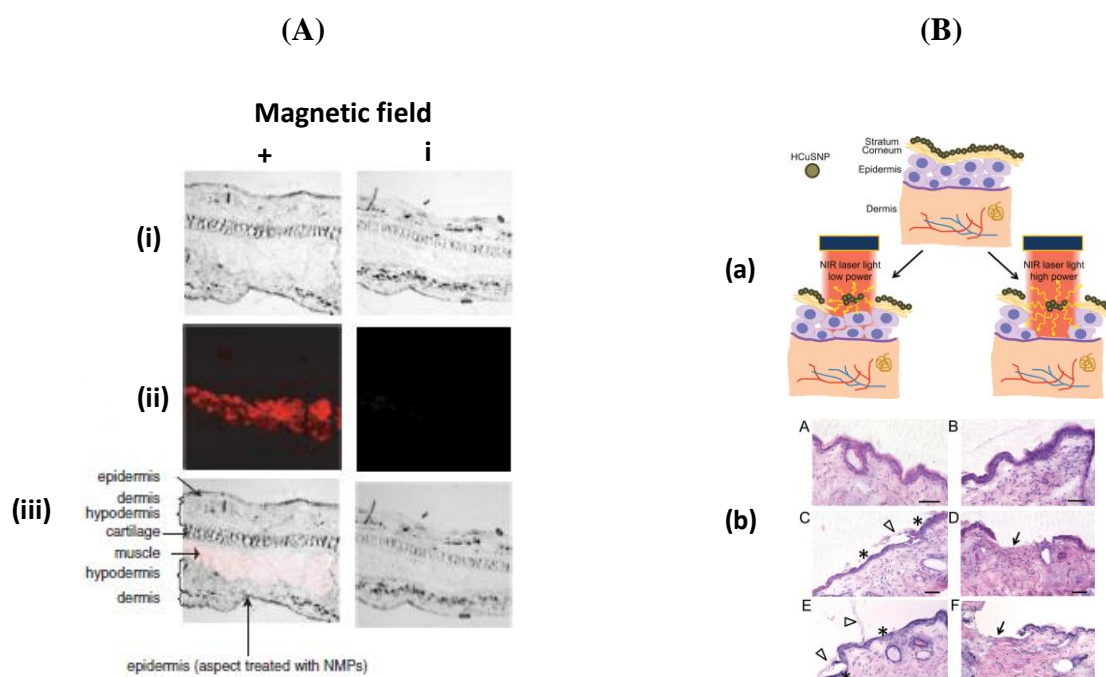 (A)
Magnetic field
+ i
(i)
(ii)
(iii)
epidermis
dermis
hypodermis
cartilage
muscle
hypodermis
dermis
epidermis (aspect treated with NMPs)
(B)
HCuSNP
Stratum
Corneum
Epidermis
Dermis
(a)
NIR laser light
low power
NIR laser light
high power
(b)
A
B
C
*
*
D
E
*
*
F